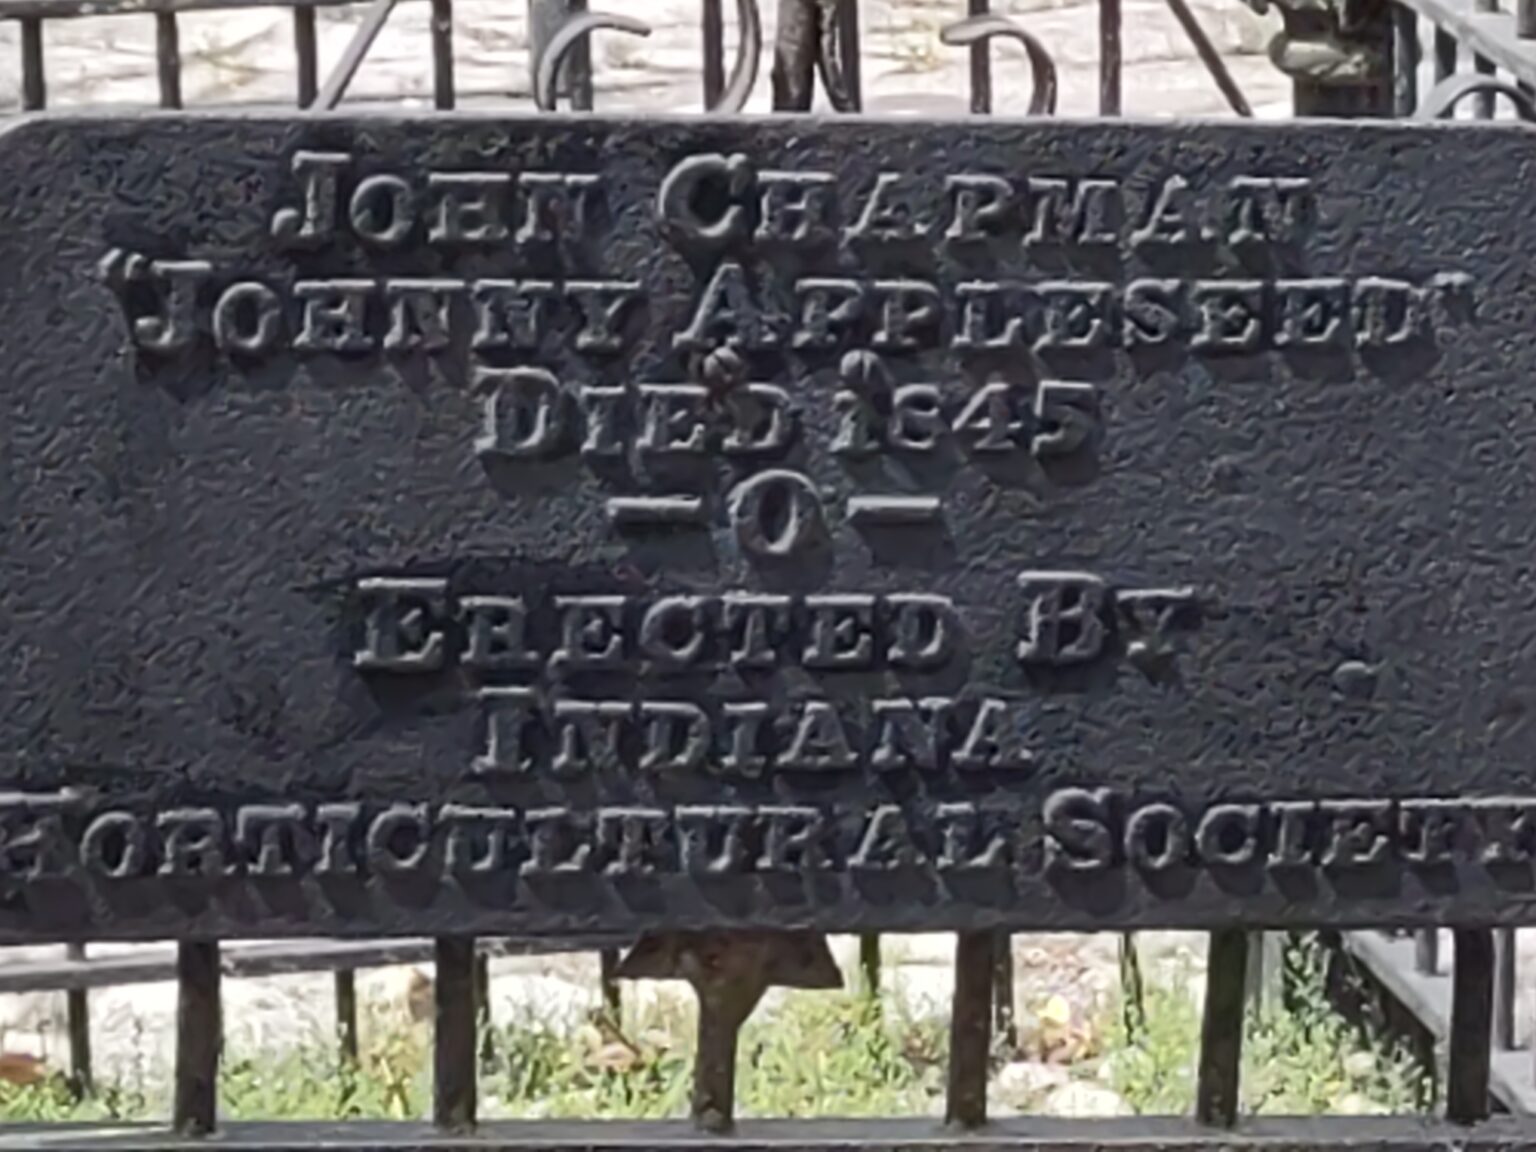 JOHN CHAPMAN
"JOHNNY APPLESEED"
DIED 1845
—O—
ERECTED BY
INDIANA
HORTICULTURAL SOCIETY